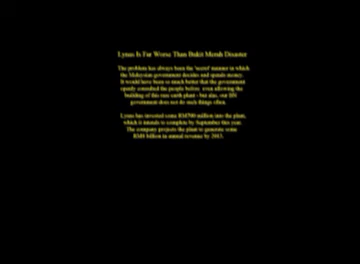 Lynas Is Far Worse Than Bukit Merah Disaster
The problem has always been the 'secret' manner in which
the Malaysian government decides and spends money.
It would have been so much better that the government
openly consulted the people before even allowing the
building of this rare earth plant - but alas, our BN
government does not do such things often.
Lynas has invested some RM700 million into the plant,
which it intends to complete by September this year.
The company projects the plant to generate some
RM8 billion in annual revenue by 2013.